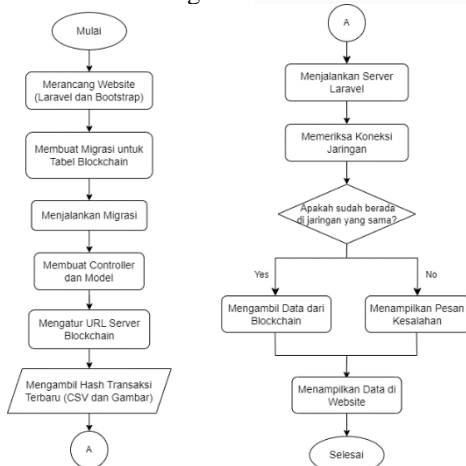 Mulai
Merancang Website
(Laravel dan Bootstrap)
Membuat Migrasi untuk
Tabel Blockchain
Menjalankan Migrasi
Membuat Controller
dan Model
Mengatur URL Server
Blockchain
Mengambil Hash Transaksi
Terbaru (CSV dan Gambar)
A
A
Menjalankan Server
Laravel
Memeriksa Koneksi
Jaringan
Apakah sudah berada
di jaringan yang sama?
Yes
No
Mengambil Data dari
Blockchain
Menampilkan Pesan
Kesalahan
Menampilkan Data di
Website
Selesai